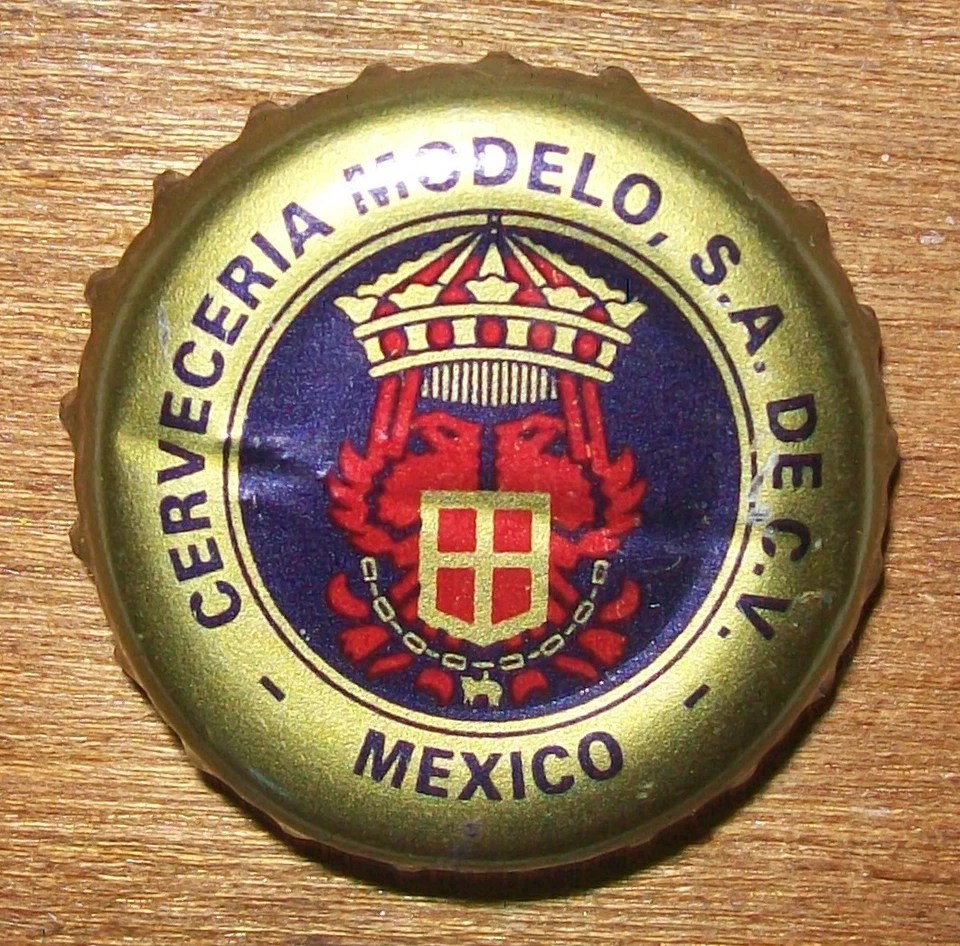 CERVECERIA MODELO, S.A. DE C.V.
- MEXICO -